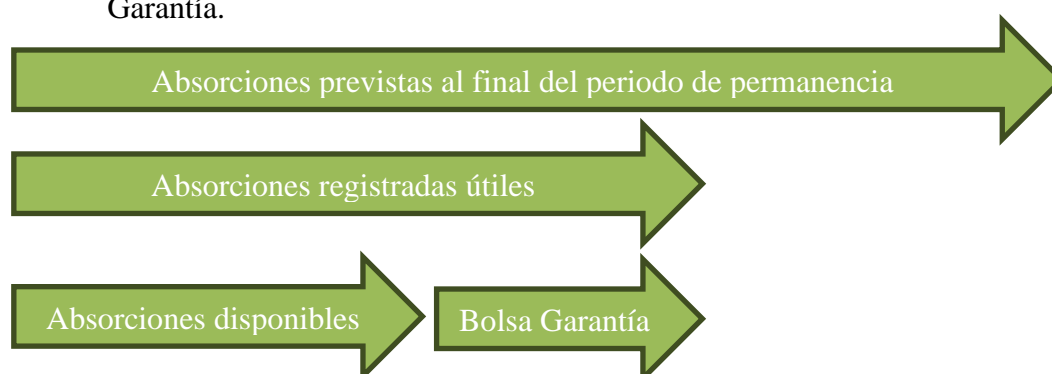 Garantía.
Absorciones previstas al final del periodo de permanencia
Absorciones registradas útiles
Absorciones disponibles
Bolsa Garantía